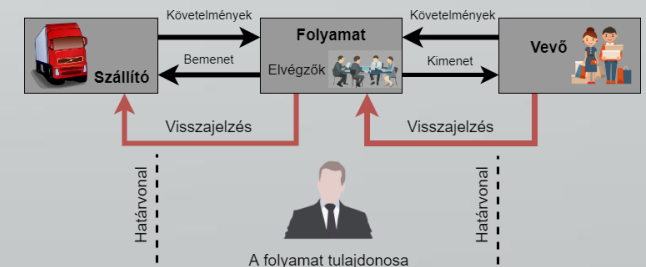 Követelmények
Követelmények
Folyamat
Vevő
Szállító
Bemenet
Elvégzők
Kimenet
Visszajelzés
Visszajelzés
Határvonal
Határvonal
A folyamat tulajdonosa